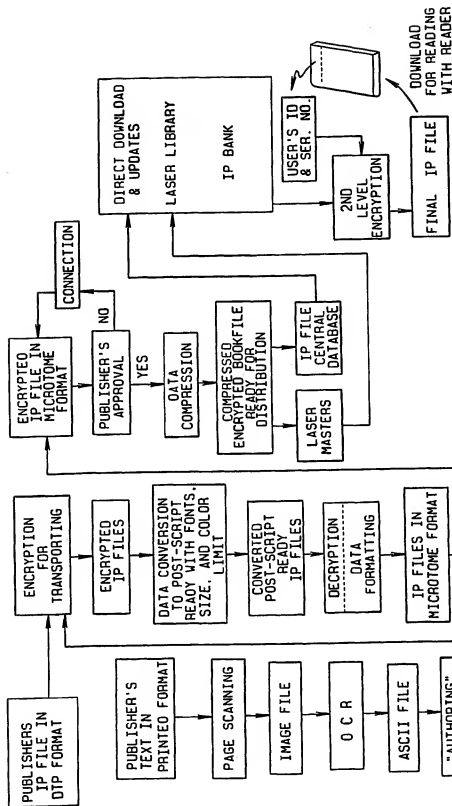 PUBLISHERS
IP FILE IN
DTP FORMAT
PUBLISHER'S
TEXT IN
PRINTED FORMAT
PAGE SCANNING
IMAGE FILE
O C R
ASCII FILE
"AUTHORING"
ENCRYPTION
FOR
TRANSPORTING
ENCRYPTED
IP FILES
DATA CONVERSION
TO POST-SCRIPT
READY WITH FONTS,
SIZE, AND COLOR
LIMIT
CONVERTED
POST-SCRIPT
READY
IP FILES
DECRYPTION
DATA
FORMATTING
IP FILES IN
MICROTOME FORMAT
ENCRYPTED
IP FILE IN
MICROTOME
FORMAT
CONNECTION
NO
PUBLISHER'S
APPROVAL
YES
DATA
COMPRESSION
COMPRESSED
ENCRYPTED BOOKFILE
READY FOR
DISTRIBUTION
LASER
MASTERS
IP FILE
CENTRAL
DATABASE
DIRECT DOWNLOAD
& UPDATES
LASER LIBRARY
IP BANK
USER'S ID
& SER. NO.
2ND
LEVEL
ENCRYPTION
FINAL IP FILE
DOWNLOAD
FOR READING
WITH READER